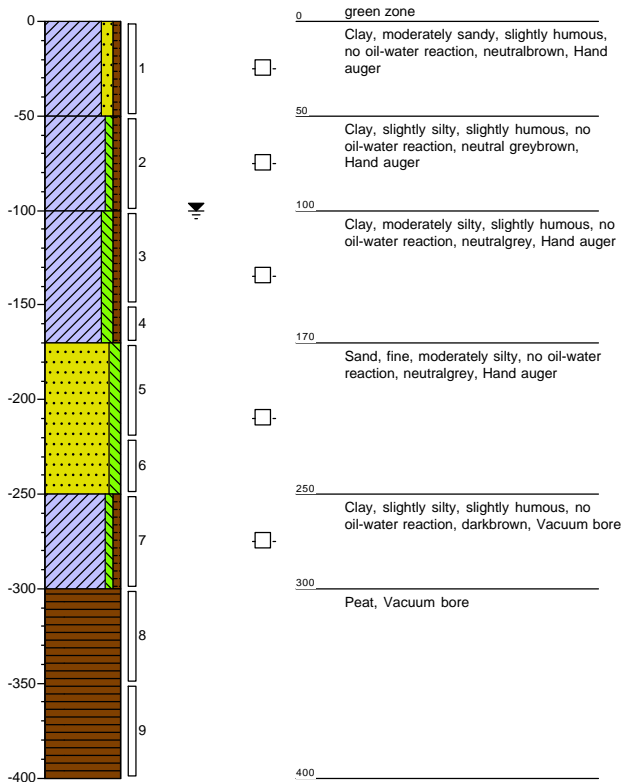 green zone
0
0
Clay, moderately sandy, slightly humous,
no oil-water reaction, neutralbrown, Hand
auger
1
-50
50
Clay, slightly silty, slightly humous, no
oil-water reaction, neutral greybrown,
Hand auger
2
-100
100
Clay, moderately silty, slightly humous, no
oil-water reaction, neutralgrey, Hand auger
3
-150
4
170
Sand, fine, moderately silty, no oil-water
reaction, neutralgrey, Hand auger
5
-200
6
-250
250
Clay, slightly silty, slightly humous, no
oil-water reaction, darkbrown, Vacuum bore
7
-300
300
Peat, Vacuum bore
8
-350
9
-400
400